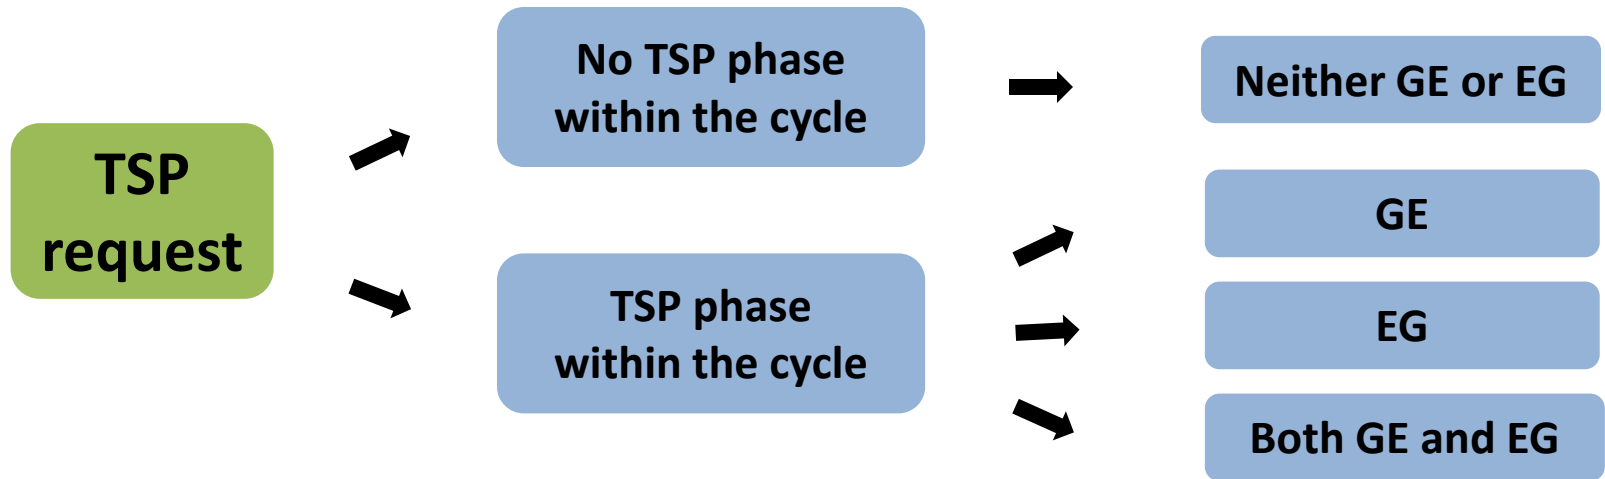 TSP
request
No TSP phase
within the cycle
TSP phase
within the cycle
Neither GE or EG
GE
EG
Both GE and EG